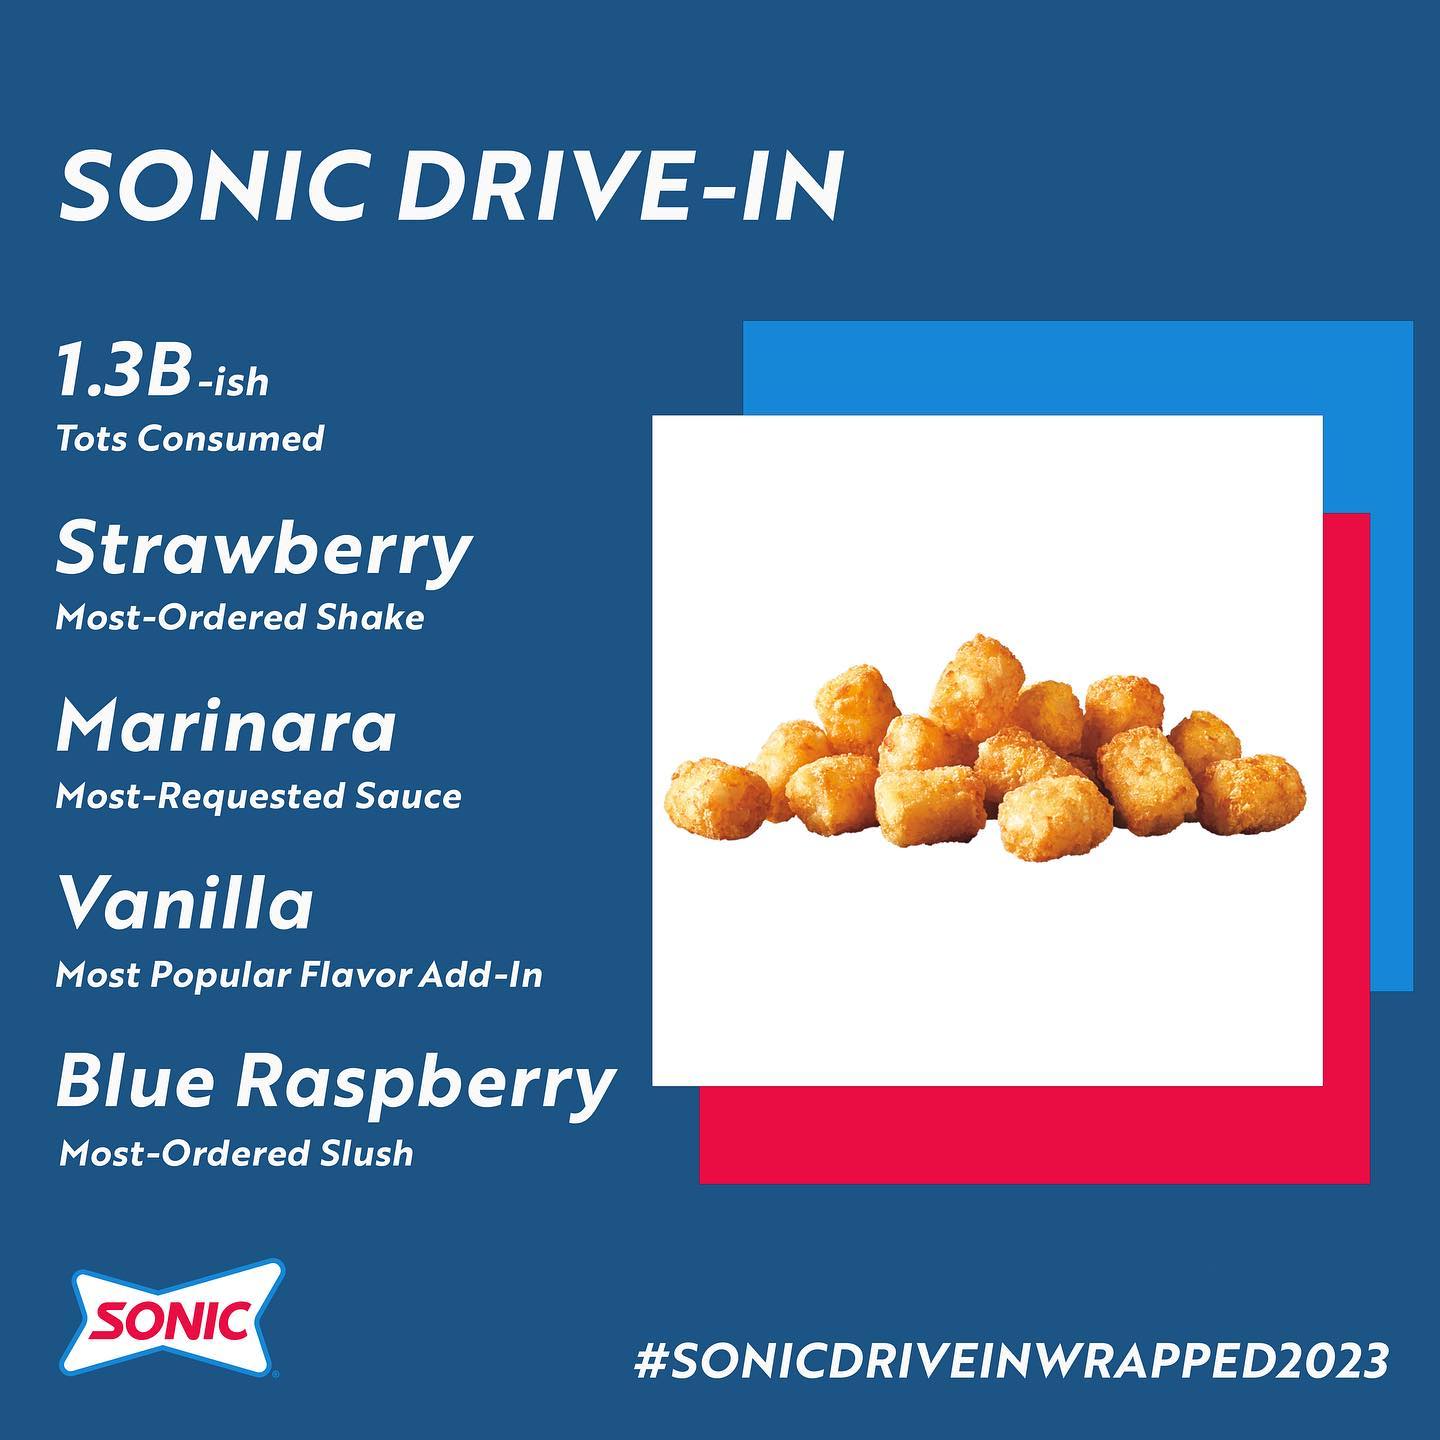 SONIC DRIVE-IN
1.3B-ish
Tots Consumed
Strawberry
Most-Ordered Shake
Marinara
Most-Requested Sauce
Vanilla
Most Popular Flavor Add-In
Blue Raspberry
Most-Ordered Slush
SONIC®
#SONICDRIVEINWRAPPED2023